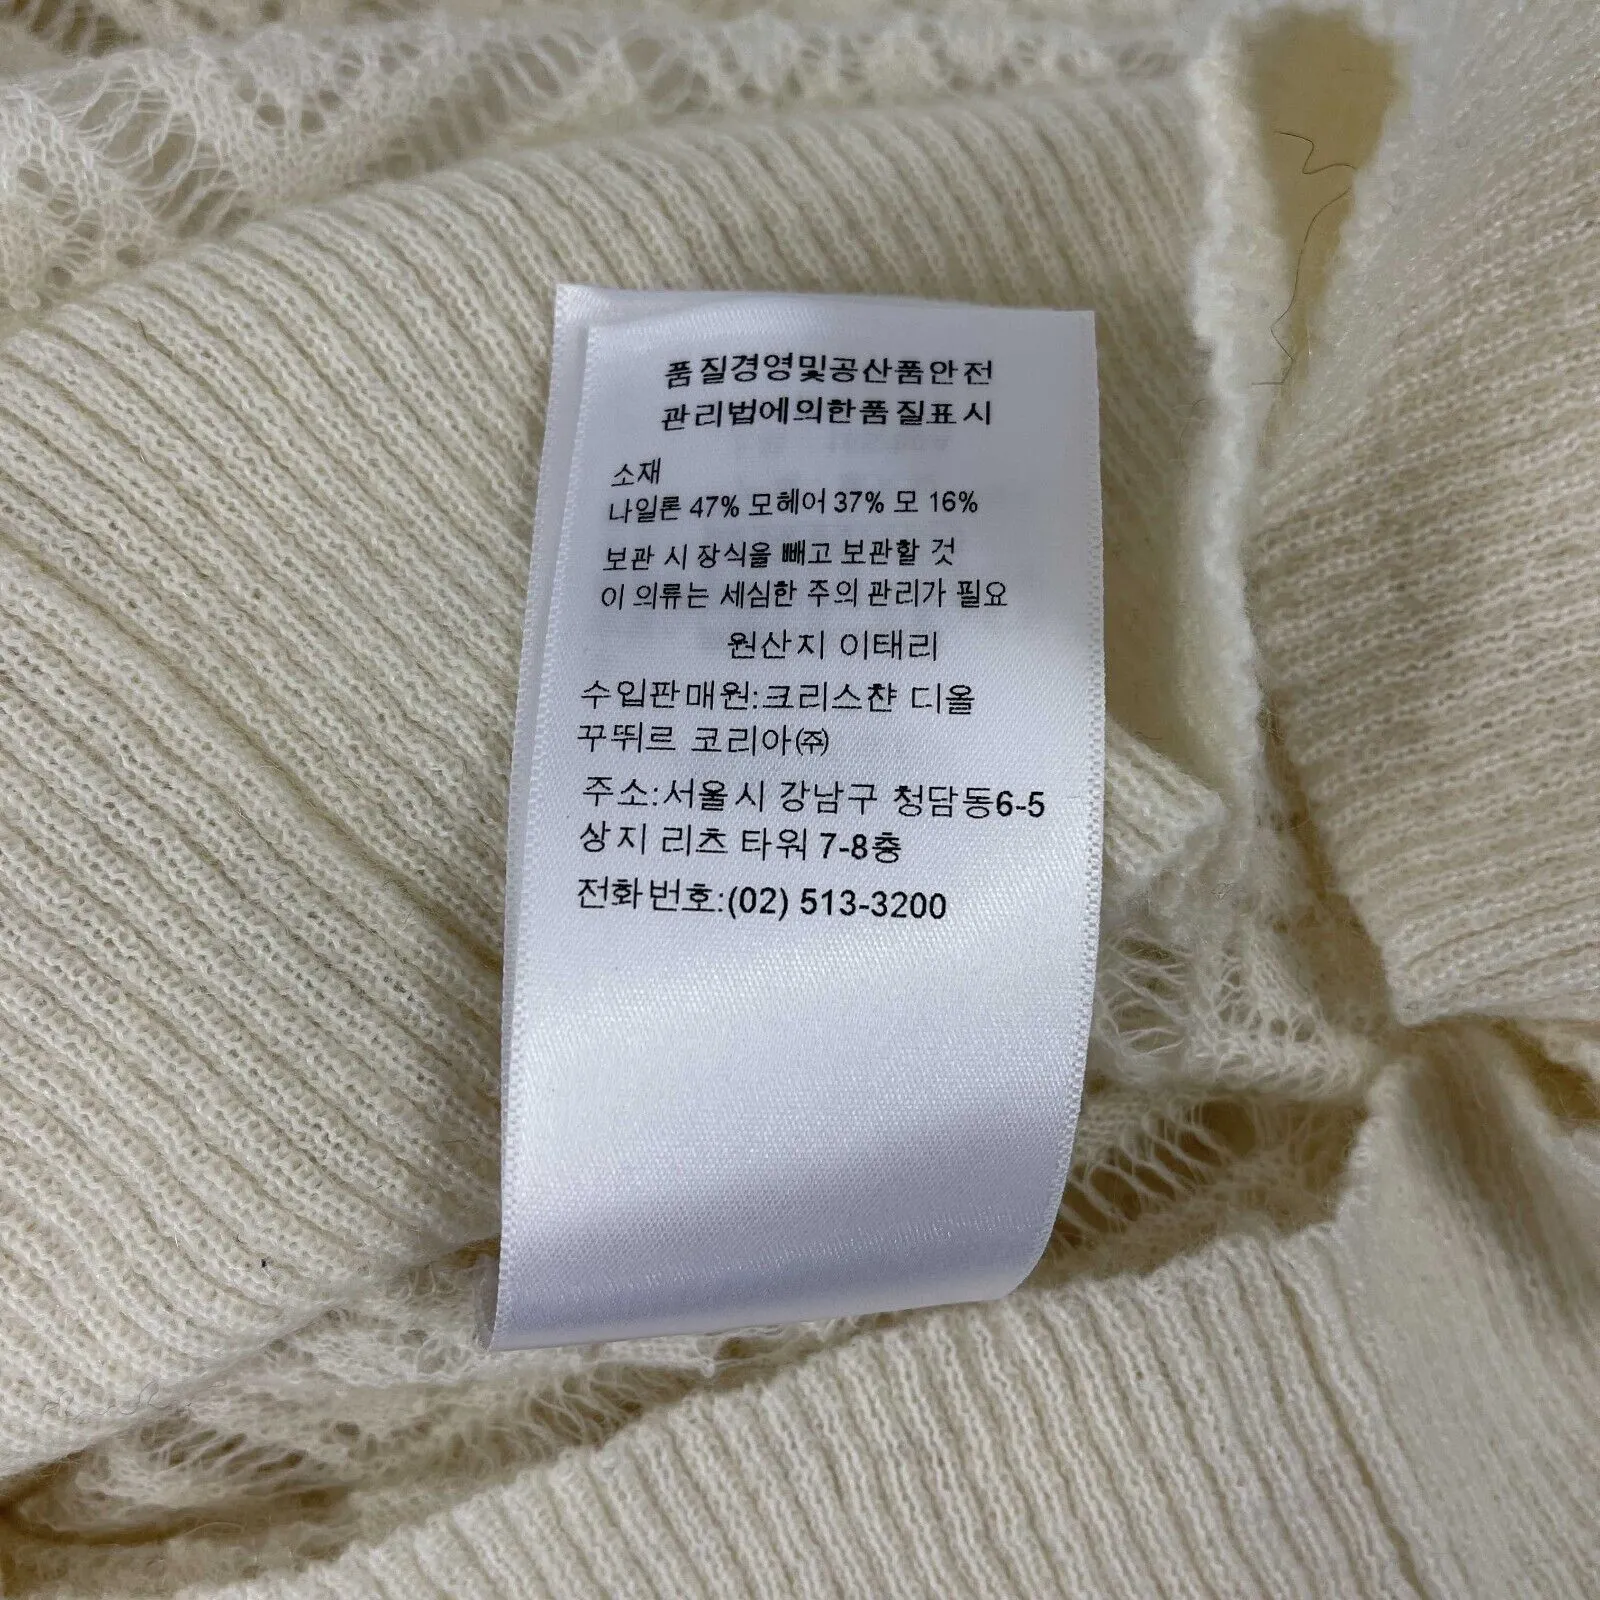 품질경영및공산품안전
관리법에의한품질표시
소재
나일론 47% 모헤어 37% 모 16%
보관 시 장식을 빼고 보관할 것
이 의류는 세심한 주의 관리가 필요
원산지 이태리
수입판매원:크리스챤 디올
꾸뛰르 코리아㈜
주소:서울시 강남구 청담동6-5
상지 리츠 타워 7-8층
전화번호:(02) 513-3200